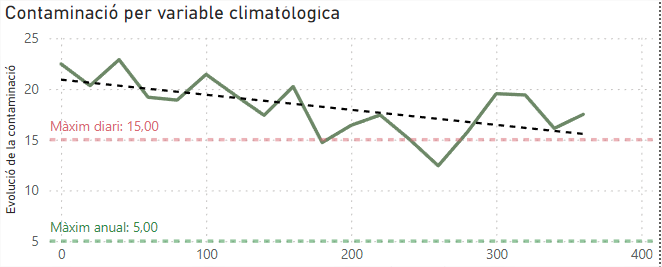 Contaminació per variable climatològica
Evolució de la contaminació
25
20
Màxim diari: 15,00
15
10
Màxim anual: 5,00
5
0
100
200
300
400